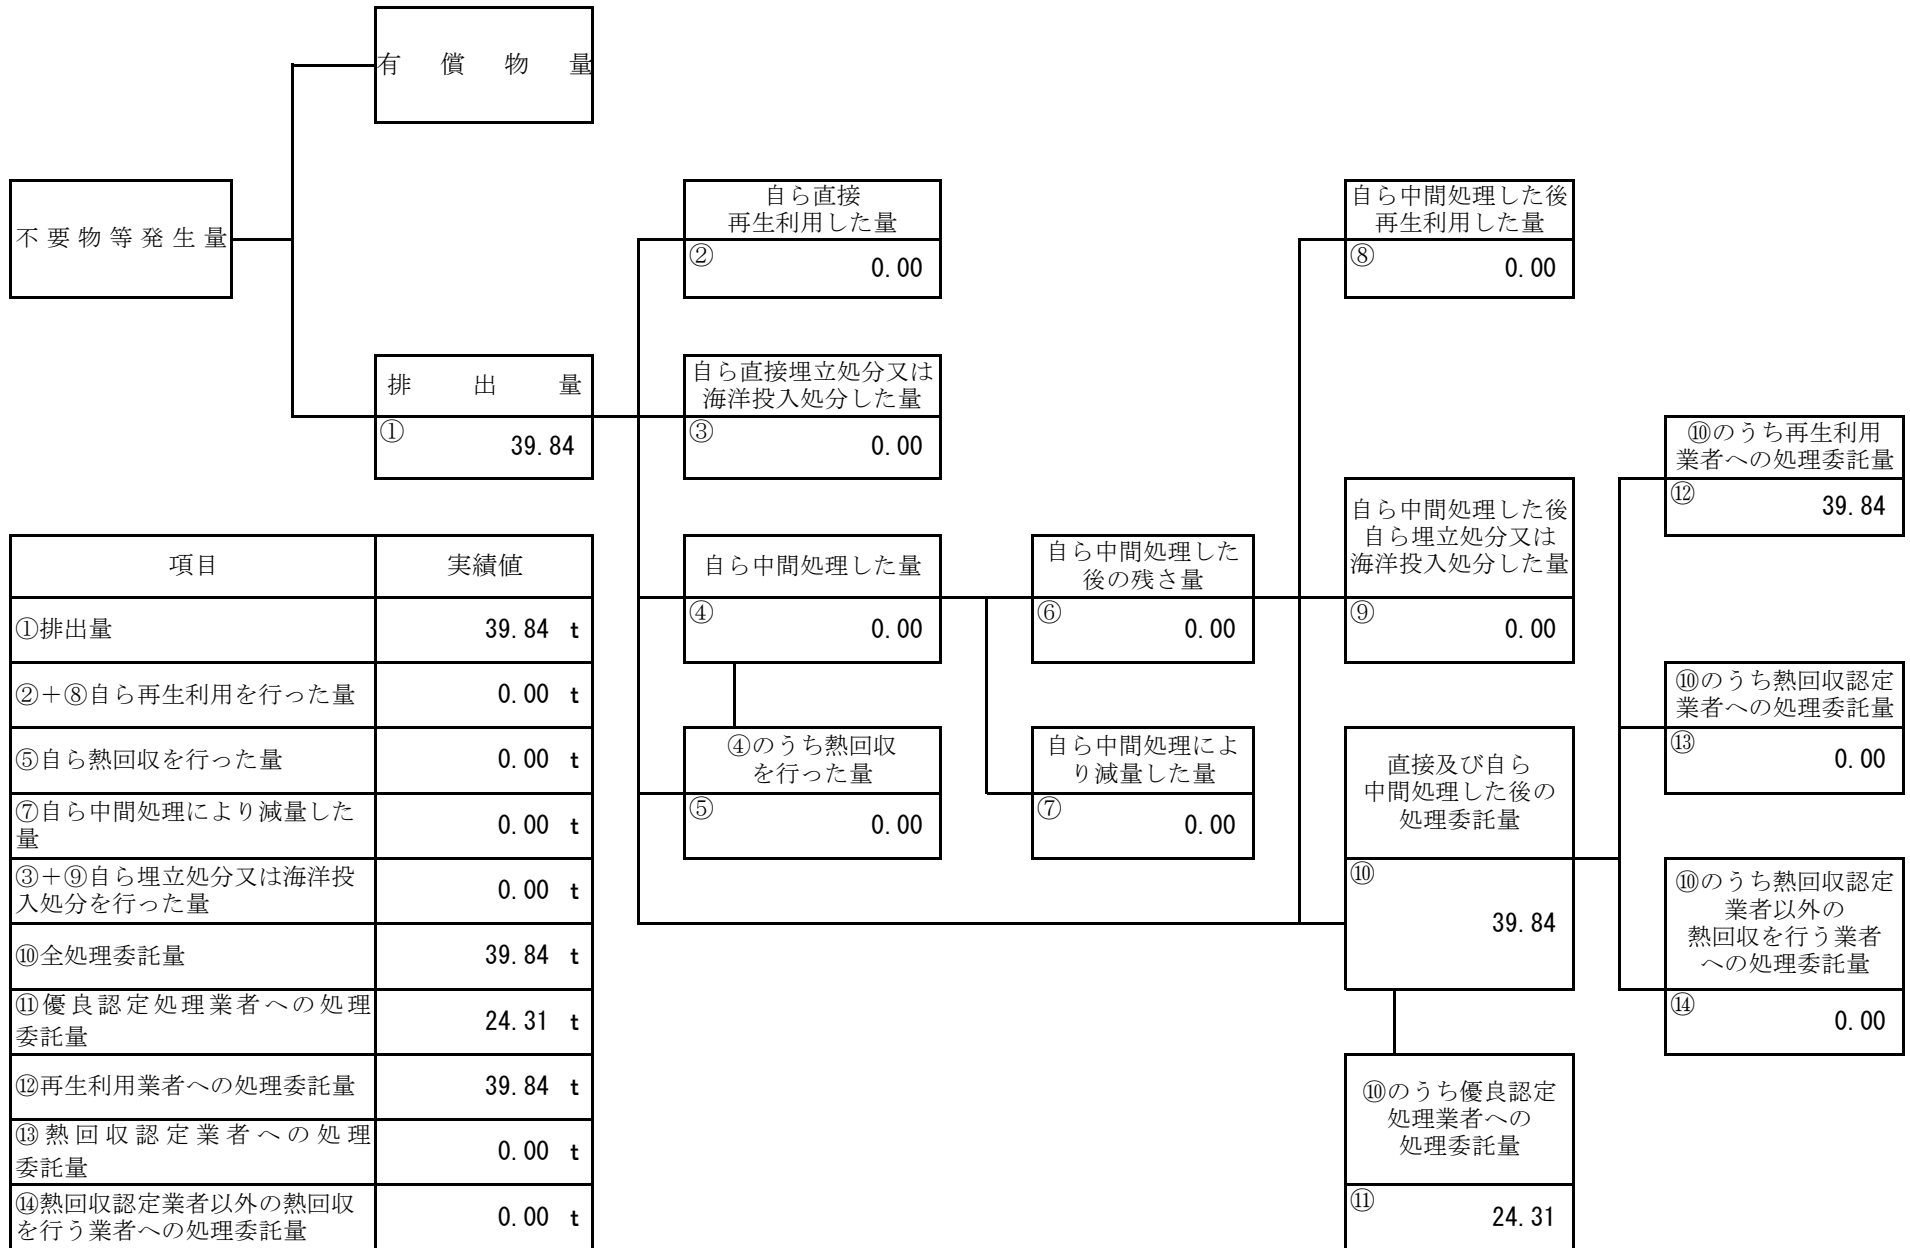 有償物量
不要物等発生量
排出量
① 39.84
自ら直接
再生利用した量
② 0.00
自ら直接埋立処分又は
海洋投入処分した量
③ 0.00
自ら中間処理した量
④ 0.00
④のうち熱回収
を行った量
⑤ 0.00
自ら中間処理した
後の残さ量
⑥ 0.00
自ら中間処理によ
り減量した量
⑦ 0.00
自ら中間処理した後
再生利用した量
⑧ 0.00
自ら中間処理した後
自ら埋立処分又は
海洋投入処分した量
⑨ 0.00
直接及び自ら
中間処理した後の
処理委託量
⑩
39.84
⑩のうち優良認定
処理業者への
処理委託量
⑪ 24.31
⑩のうち再生利用
業者への処理委託量
⑫ 39.84
⑩のうち熱回収認定
業者への処理委託量
⑬ 0.00
⑩のうち熱回収認定
業者以外の
熱回収を行う業者
への処理委託量
⑭ 0.00
項目 実績値
①排出量 39.84 t
②＋⑧自ら再生利用を行った量 0.00 t
⑤自ら熱回収を行った量 0.00 t
⑦自ら中間処理により減量した
量 0.00 t
③＋⑨自ら埋立処分又は海洋投
入処分を行った量 0.00 t
⑩全処理委託量 39.84 t
⑪優良認定処理業者への処理
委託量 24.31 t
⑫再生利用業者への処理委託量 39.84 t
⑬熱回収認定業者への処理
委託量 0.00 t
⑭熱回収認定業者以外の熱回収
を行う業者への処理委託量 0.00 t